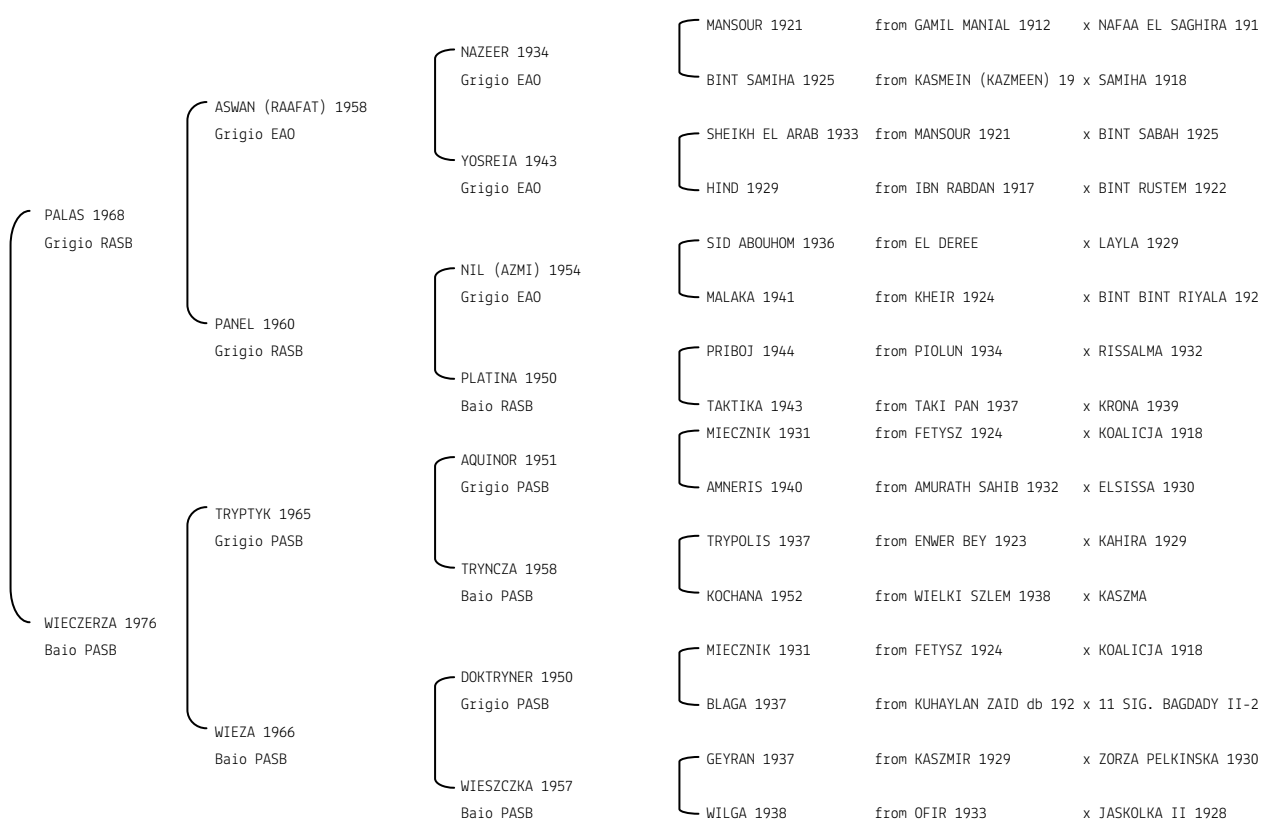 MANSOUR 1921 from GAMIL MANIAL 1912 x NAFAA EL SAGHIRA 191
NAZEER 1934
Grigio EAO BINT SAMIHA 1925 from KASMEIN (KAZMEEN) 19 x SAMIHA 1918
ASWAN (RAAFAT) 1958
Grigio EAO SHEIKH EL ARAB 1933 from MANSOUR 1921 x BINT SABAH 1925
YOSREIA 1943
Grigio EAO HIND 1929 from IBN RABDAN 1917 x BINT RUSTEM 1922
PALAS 1968
Grigio RASB SID ABOUHOM 1936 from EL DEREE x LAYLA 1929
NIL (AZMI) 1954
Grigio EAO MALAKA 1941 from KHEIR 1924 x BINT BINT RIYALA 192
PANEL 1960
Grigio RASB PRIBOJ 1944 from PIOLUN 1934 x RISSALMA 1932
PLATINA 1950
Baio RASB TAKTIKA 1943 from TAKI PAN 1937 x KRONA 1939
MIECZNIK 1931 from FETYSZ 1924 x KOALICJA 1918
AQUINOR 1951
Grigio PASB AMNERIS 1940 from AMURATH SAHIB 1932 x ELSISSA 1930
TRYPTYK 1965
Grigio PASB TRYPOLIS 1937 from ENWER BEY 1923 x KAHIRA 1929
TRYNCZA 1958
Baio PASB KOCHANA 1952 from WIELKI SZLEM 1938 x KASZMA
WIECZERZA 1976
Baio PASB MIECZNIK 1931 from FETYSZ 1924 x KOALICJA 1918
DOKTRYNER 1950
Grigio PASB BLAGA 1937 from KUHAYLAN ZAID db 192 x 11 SIG. BAGDADY II-2
WIEZA 1966
Baio PASB GEYRAN 1937 from KASZMIR 1929 x ZORZA PELKINSKA 1930
WIESZCZKA 1957
Baio PASB WILGA 1938 from OFIR 1933 x JASKOLKA II 1928